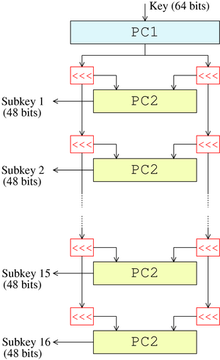 Key (64 bits)
PC1
<<< <<<
Subkey 1
(48 bits)
PC2
<<< <<<
Subkey 2
(48 bits)
PC2
<<< <<<
Subkey 15
(48 bits)
PC2
<<< <<<
Subkey 16
(48 bits)
PC2